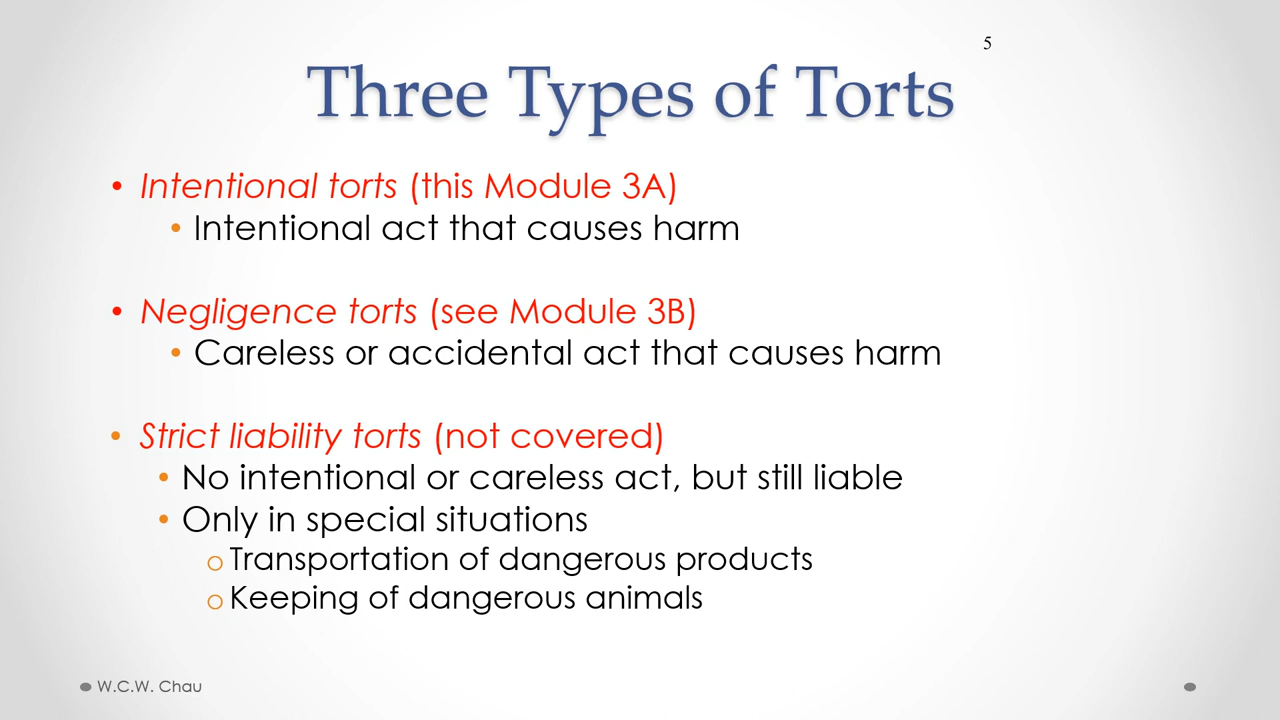 5
Three Types of Torts
• Intentional torts (this Module 3A)
• Intentional act that causes harm
• Negligence torts (see Module 3B)
• Careless or accidental act that causes harm
• Strict liability torts (not covered)
• No intentional or careless act, but still liable
• Only in special situations
o Transportation of dangerous products
o Keeping of dangerous animals
W.C.W. Chau